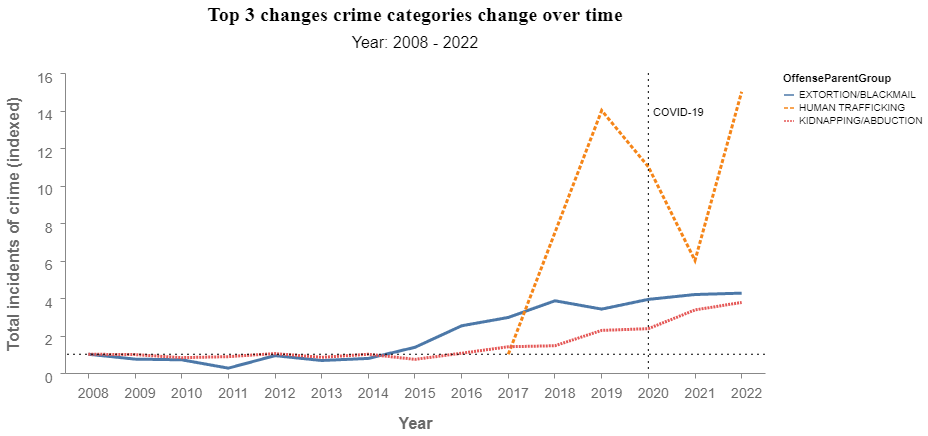 Top 3 changes crime categories change over time
Year: 2008 - 2022
Total incidents of crime (indexed)
16
14
12
10
8
6
4
2
0
COVID-19
2008 2009 2010 2011 2012 2013 2014 2015 2016 2017 2018 2019 2020 2021 2022
Year
OffenseParentGroup
EXTORTION/BLACKMAIL
HUMAN TRAFFICKING
KIDNAPPING/ABDUCTION